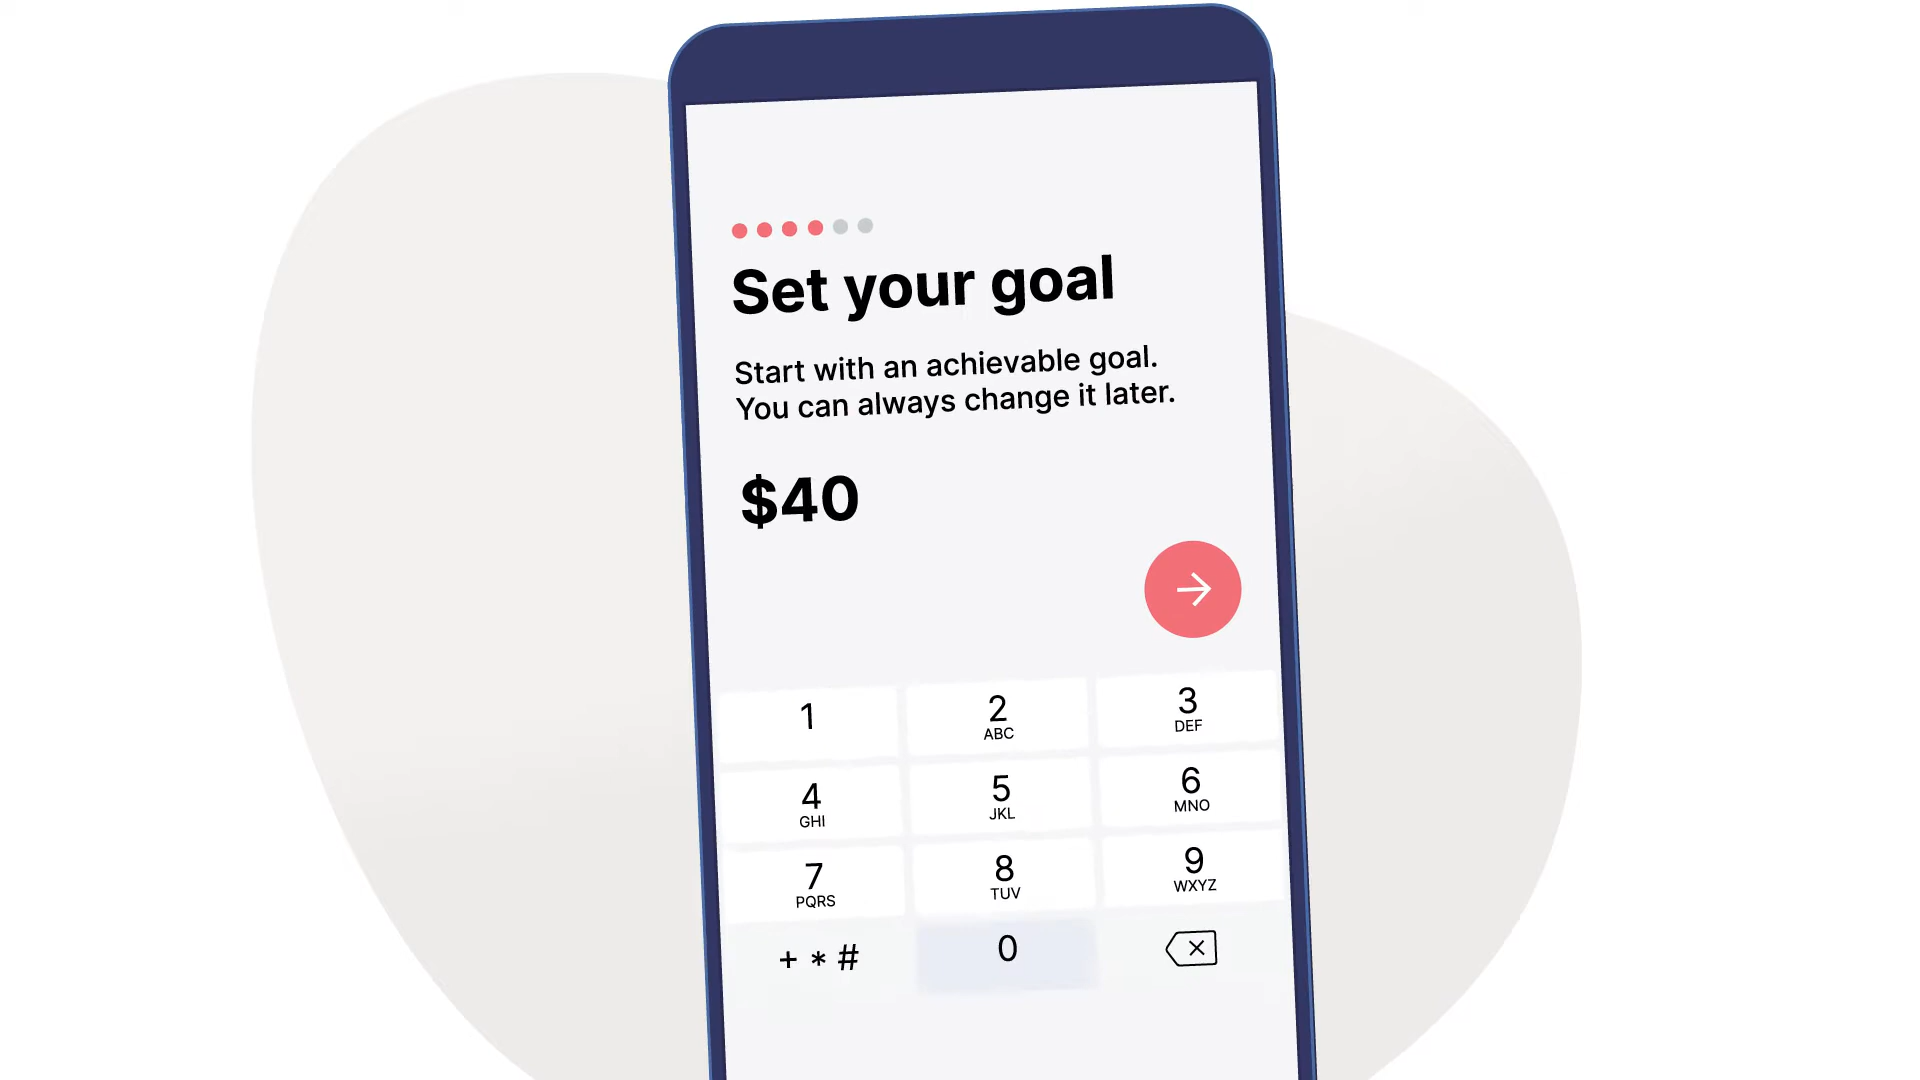 Set your goal
Start with an achievable goal.
You can always change it later.
$40
1
2
ABC
3
DEF
4
GHI
5
JKL
6
MNO
7
PQRS
8
TUV
9
WXYZ
+ * #
0